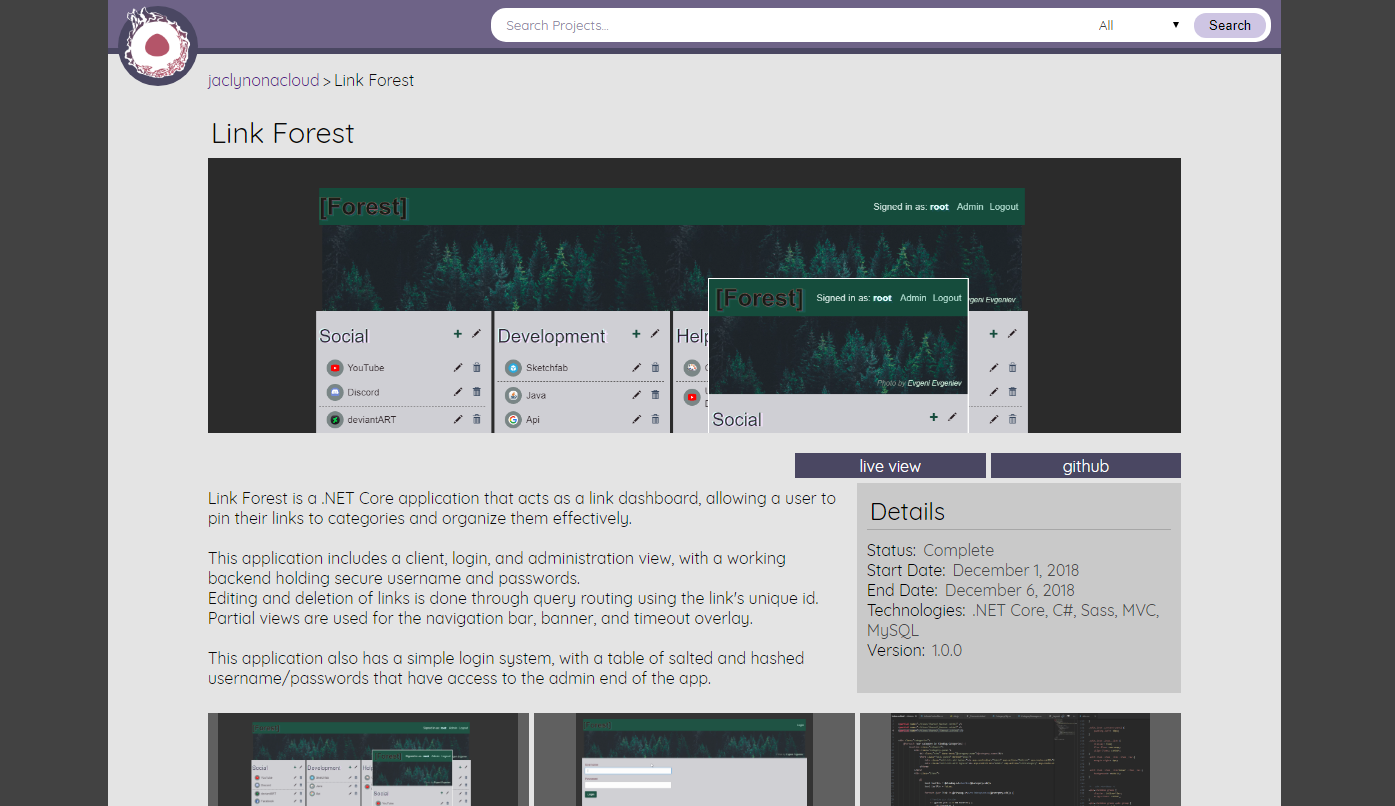 Search Projects...
All
Search
jaclynonacloud > Link Forest
Link Forest
[Forest]
Signed in as: root Admin Logout
[Forest]
Signed in as: root Admin Logout
Photo by Evgeni Evgeniev
Social
Development
YouTube
Discord
deviantART
Sketchfab
Java
Api
Social
live view
github
Link Forest is a .NET Core application that acts as a link dashboard, allowing a user to
pin their links to categories and organize them effectively.
This application includes a client, login, and administration view, with a working
backend holding secure username and passwords.
Editing and deletion of links is done through query routing using the link's unique id.
Partial views are used for the navigation bar, banner, and timeout overlay.
This application also has a simple login system, with a table of salted and hashed
username/passwords that have access to the admin end of the app.
Details
Status: Complete
Start Date: December 1, 2018
End Date: December 6, 2018
Technologies: .NET Core, C#, Sass, MVC,
MySQL
Version: 1.0.0
Social
Development
Social